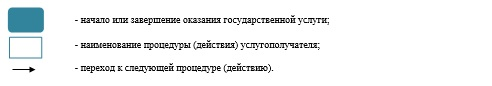 - начало или завершение оказания государственной услуги;
- наименование процедуры (действия) услугополучателя;
- переход к следующей процедуре (действию).